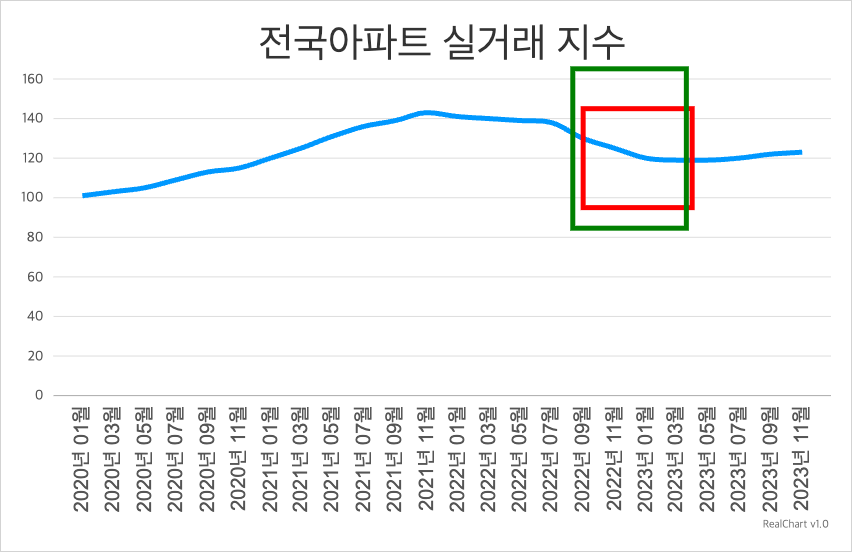 전국아파트 실거래 지수
160
140
120
100
80
60
40
20
0
2020년 01월
2020년 03월
2020년 05월
2020년 07월
2020년 09월
2020년 11월
2021년 01월
2021년 03월
2021년 05월
2021년 07월
2021년 09월
2021년 11월
2022년 01월
2022년 03월
2022년 05월
2022년 07월
2022년 09월
2022년 11월
2023년 01월
2023년 03월
2023년 05월
2023년 07월
2023년 09월
2023년 11월
RealChart v1.0